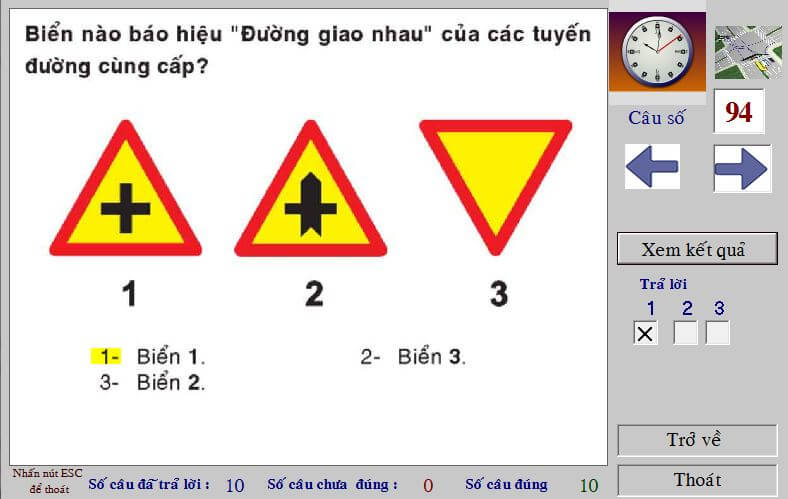 Biển nào báo hiệu "Đường giao nhau" của các tuyến
đường cùng cấp?
1 2 3
1- Biển 1. 2- Biển 3.
3- Biển 2.
Câu số 94
Xem kết quả
Trả lời
1 2 3
Trở về
Thoát
Nhấn nút ESC
để thoát
Số câu đã trả lời : 10 Số câu chưa đúng : 0 Số câu đúng 10